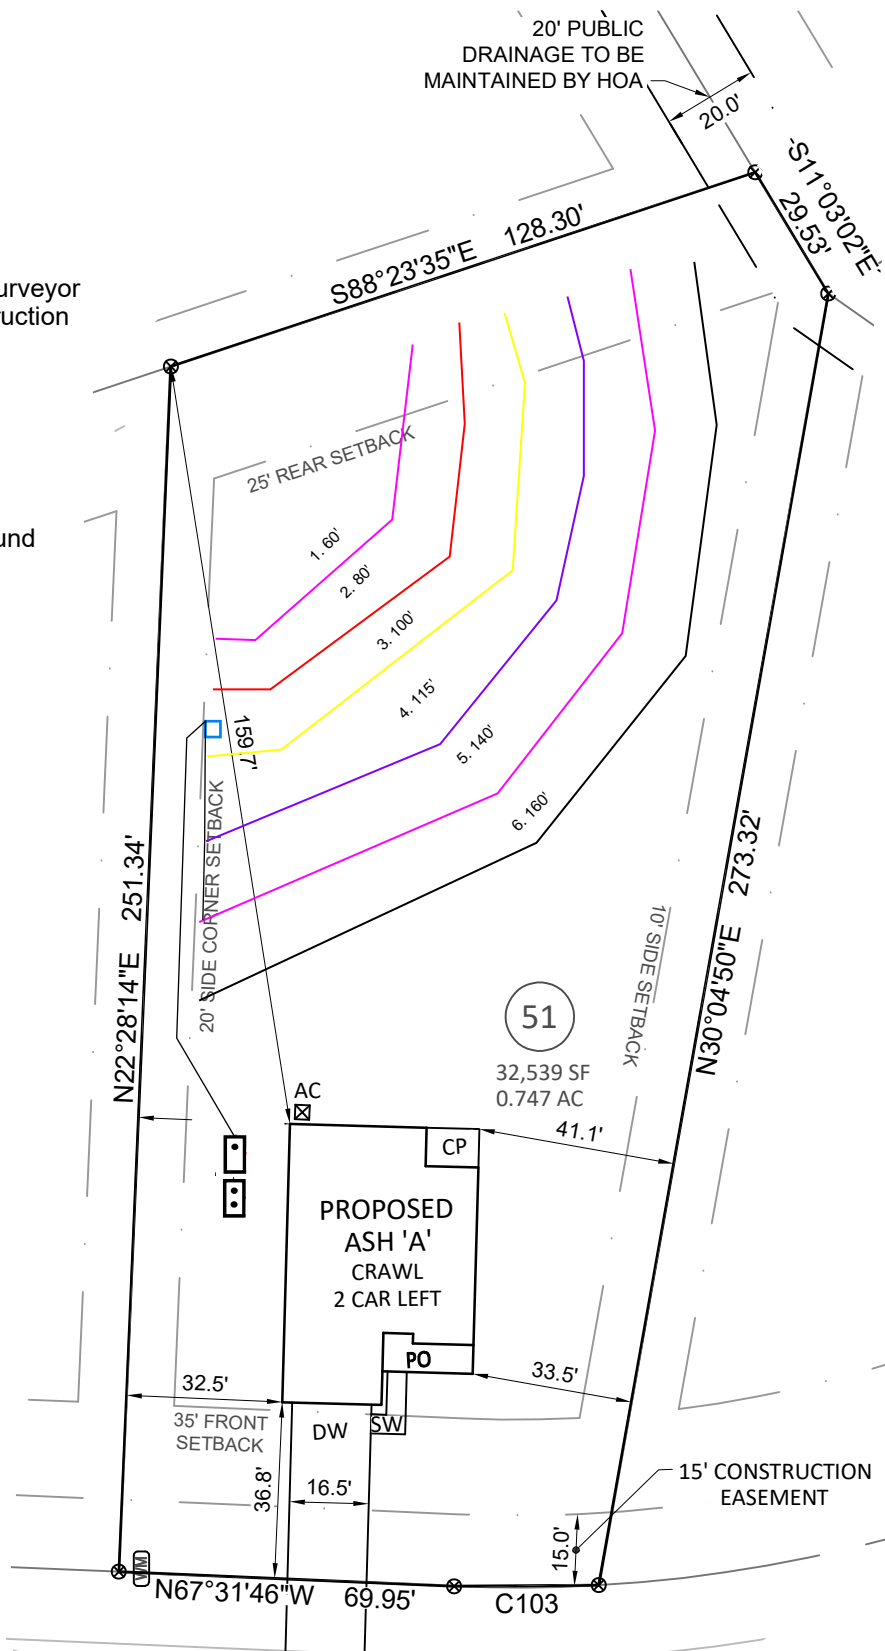 20' PUBLIC
DRAINAGE TO BE
MAINTAINED BY HOA
20.0'
S11°03'02"E
29.53'
S88°23'35"E 128.30'
urveyor
ruction
25' REAR SETBACK
und
1. 60'
2. 80'
3. 100'
4. 115'
5. 140'
6. 160'
159.7'
20' SIDE CORNER SETBACK
N22°28'14"E 251.34'
10' SIDE SETBACK
N30°04'50"E 273.32'
51
32,539 SF
0.747 AC
AC
CP
41.1'
PROPOSED
ASH 'A'
CRAWL
2 CAR LEFT
PO
33.5'
32.5'
35' FRONT
SETBACK
DW
SW
36.8'
16.5'
15' CONSTRUCTION
EASEMENT
15.0'
WM
N67°31'46"W 69.95'
C103